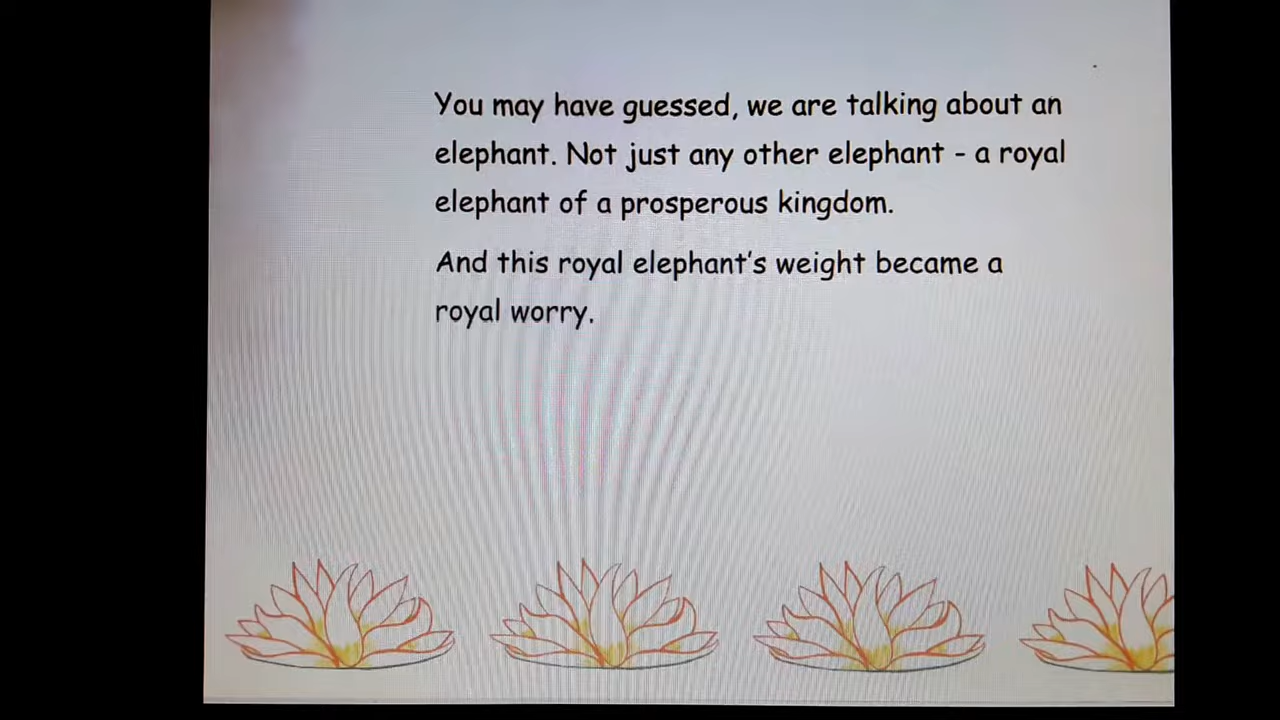 You may have guessed, we are talking about an
elephant. Not just any other elephant - a royal
elephant of a prosperous kingdom.
And this royal elephant's weight became a
royal worry.